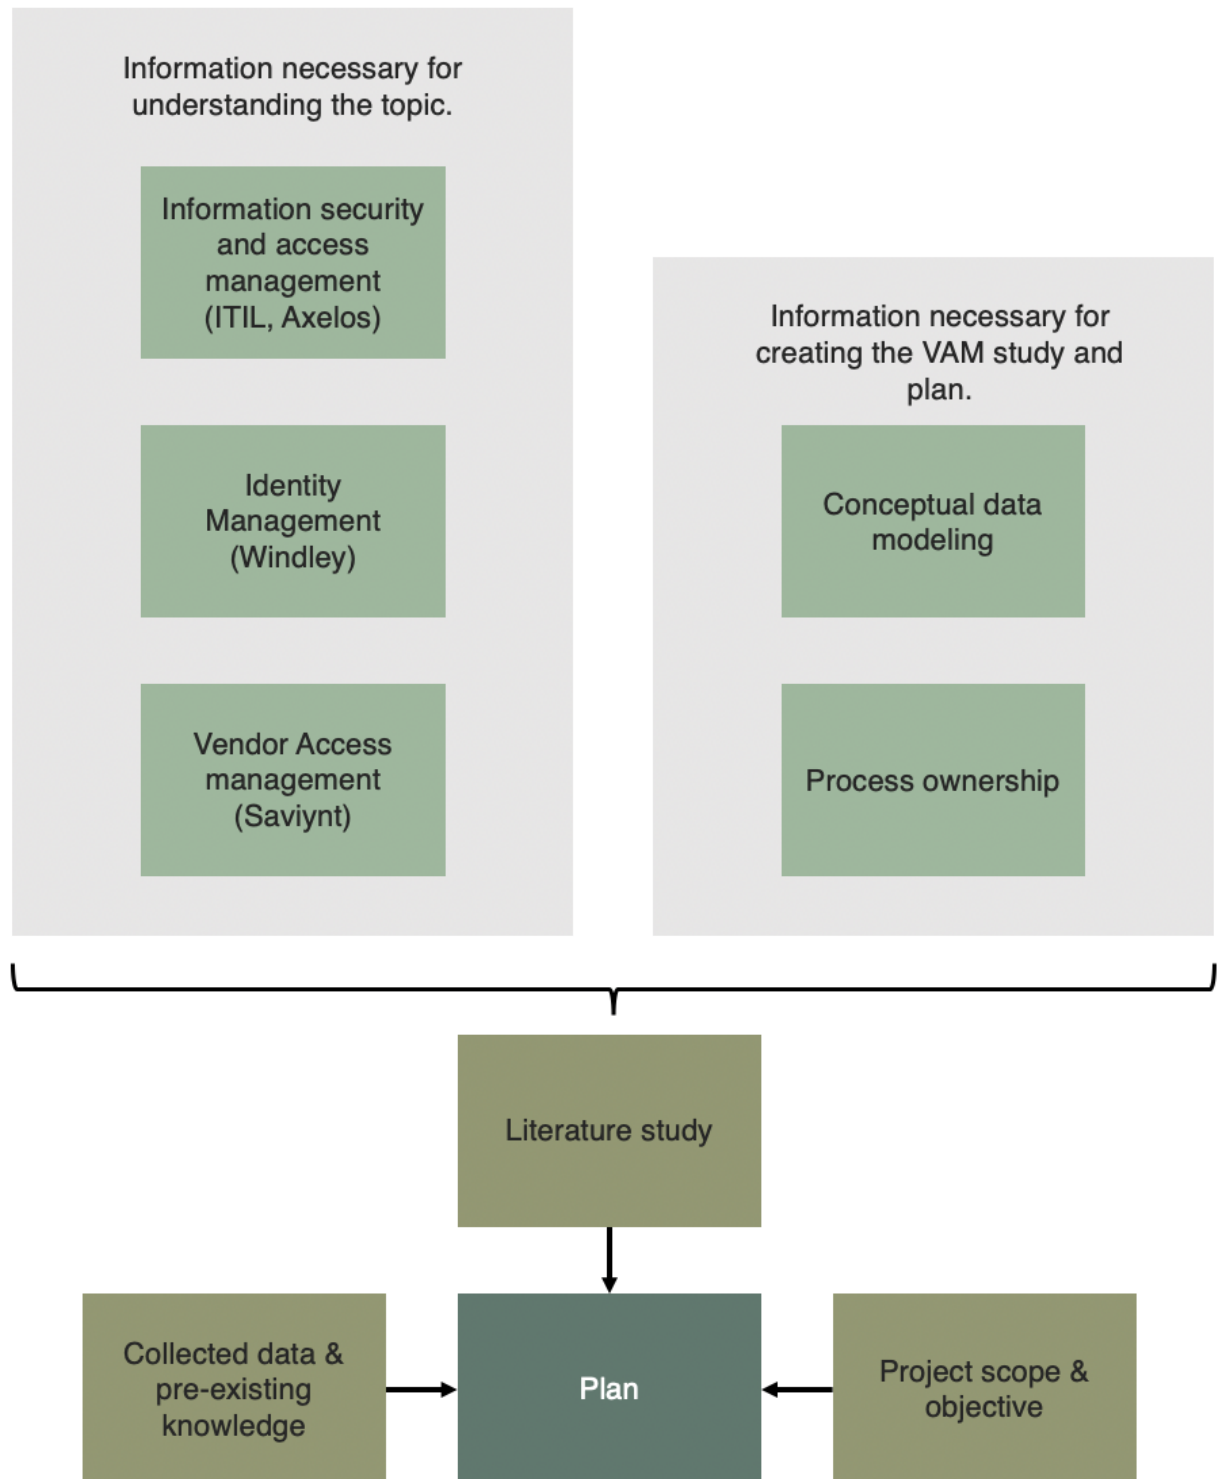 Information necessary for
understanding the topic.
Information security
and access
management
(ITIL, Axelos)
Identity
Management
(Windley)
Vendor Access
management
(Saviynt)
Information necessary for
creating the VAM study and
plan.
Conceptual data
modeling
Process ownership
Literature study
Collected data &
pre-existing
knowledge
Plan
Project scope &
objective